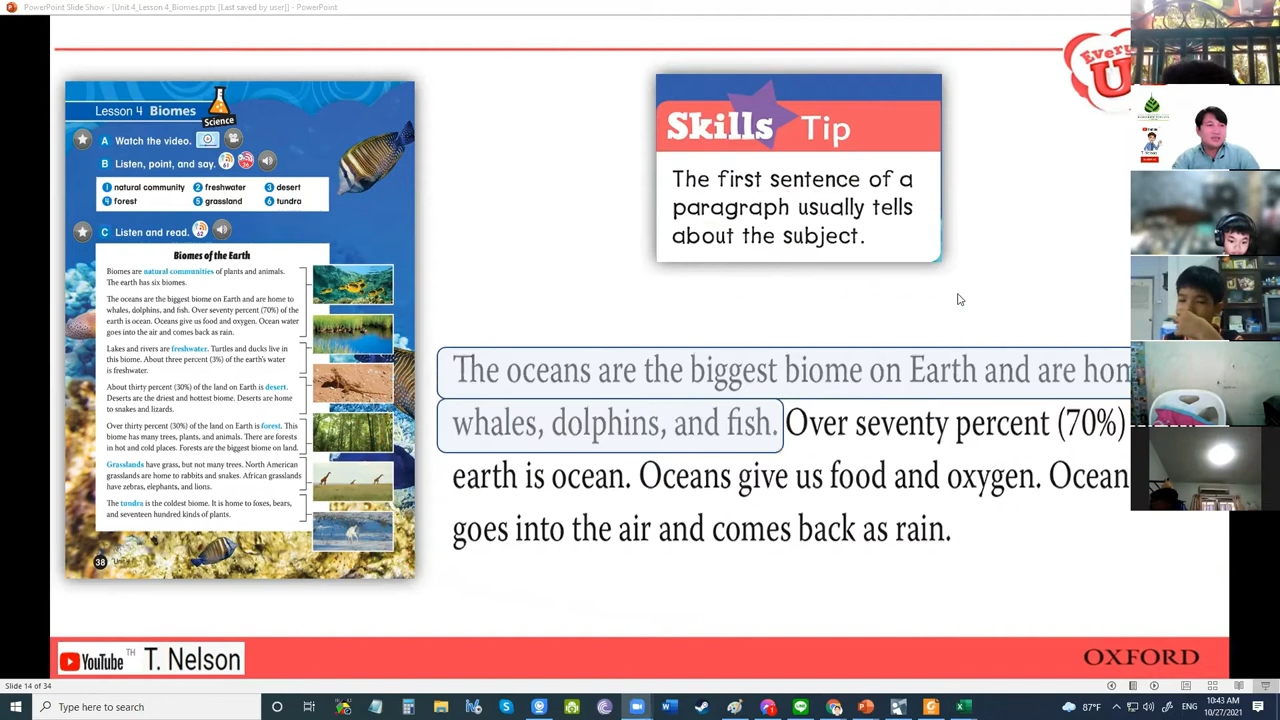 PowerPoint Slide Show - [Unit 4_Lesson 4_Biomes.pptx [Last saved by user]] - PowerPoint
Lesson 4 Biomes
Science
A Watch the video.
B Listen, point, and say.
61
1 natural community 2 freshwater 3 desert
4 forest 5 grassland 6 tundra
C Listen and read.
62
Biomes of the Earth
Biomes are natural communities of plants and animals.
The earth has six biomes.
The oceans are the biggest biome on Earth and are home to
whales, dolphins, and fish. Over seventy percent (70%) of the
earth is ocean. Oceans give us food and oxygen. Ocean water
goes into the air and comes back as rain.
Lakes and rivers are freshwater. Turtles and ducks live in
this biome. About three percent (3%) of the earth's water
is freshwater.
About thirty percent (30%) of the land on Earth is desert.
Deserts are the driest and hottest biome. Deserts are home
to snakes and lizards.
Over thirty percent (30%) of the land on Earth is forest. This
biome has many trees, plants, and animals. There are forests
in hot and cold places. Forests are the biggest biome on land.
Grasslands have grass, but not many trees. North American
grasslands are home to rabbits and snakes. African grasslands
have zebras, elephants, and lions.
The tundra is the coldest biome. It is home to foxes, bears,
and seventeen hundred kinds of plants.
38 Unit 4
Skills Tip
The first sentence of a
paragraph usually tells
about the subject.
Every
U
The oceans are the biggest biome on Earth and are hom
whales, dolphins, and fish. Over seventy percent (70%)
earth is ocean. Oceans give us food and oxygen. Ocean
goes into the air and comes back as rain.
YouTube TH T. Nelson
OXFORD
Slide 14 of 34
Type here to search
87°F
ENG
10:43 AM
10/27/2021